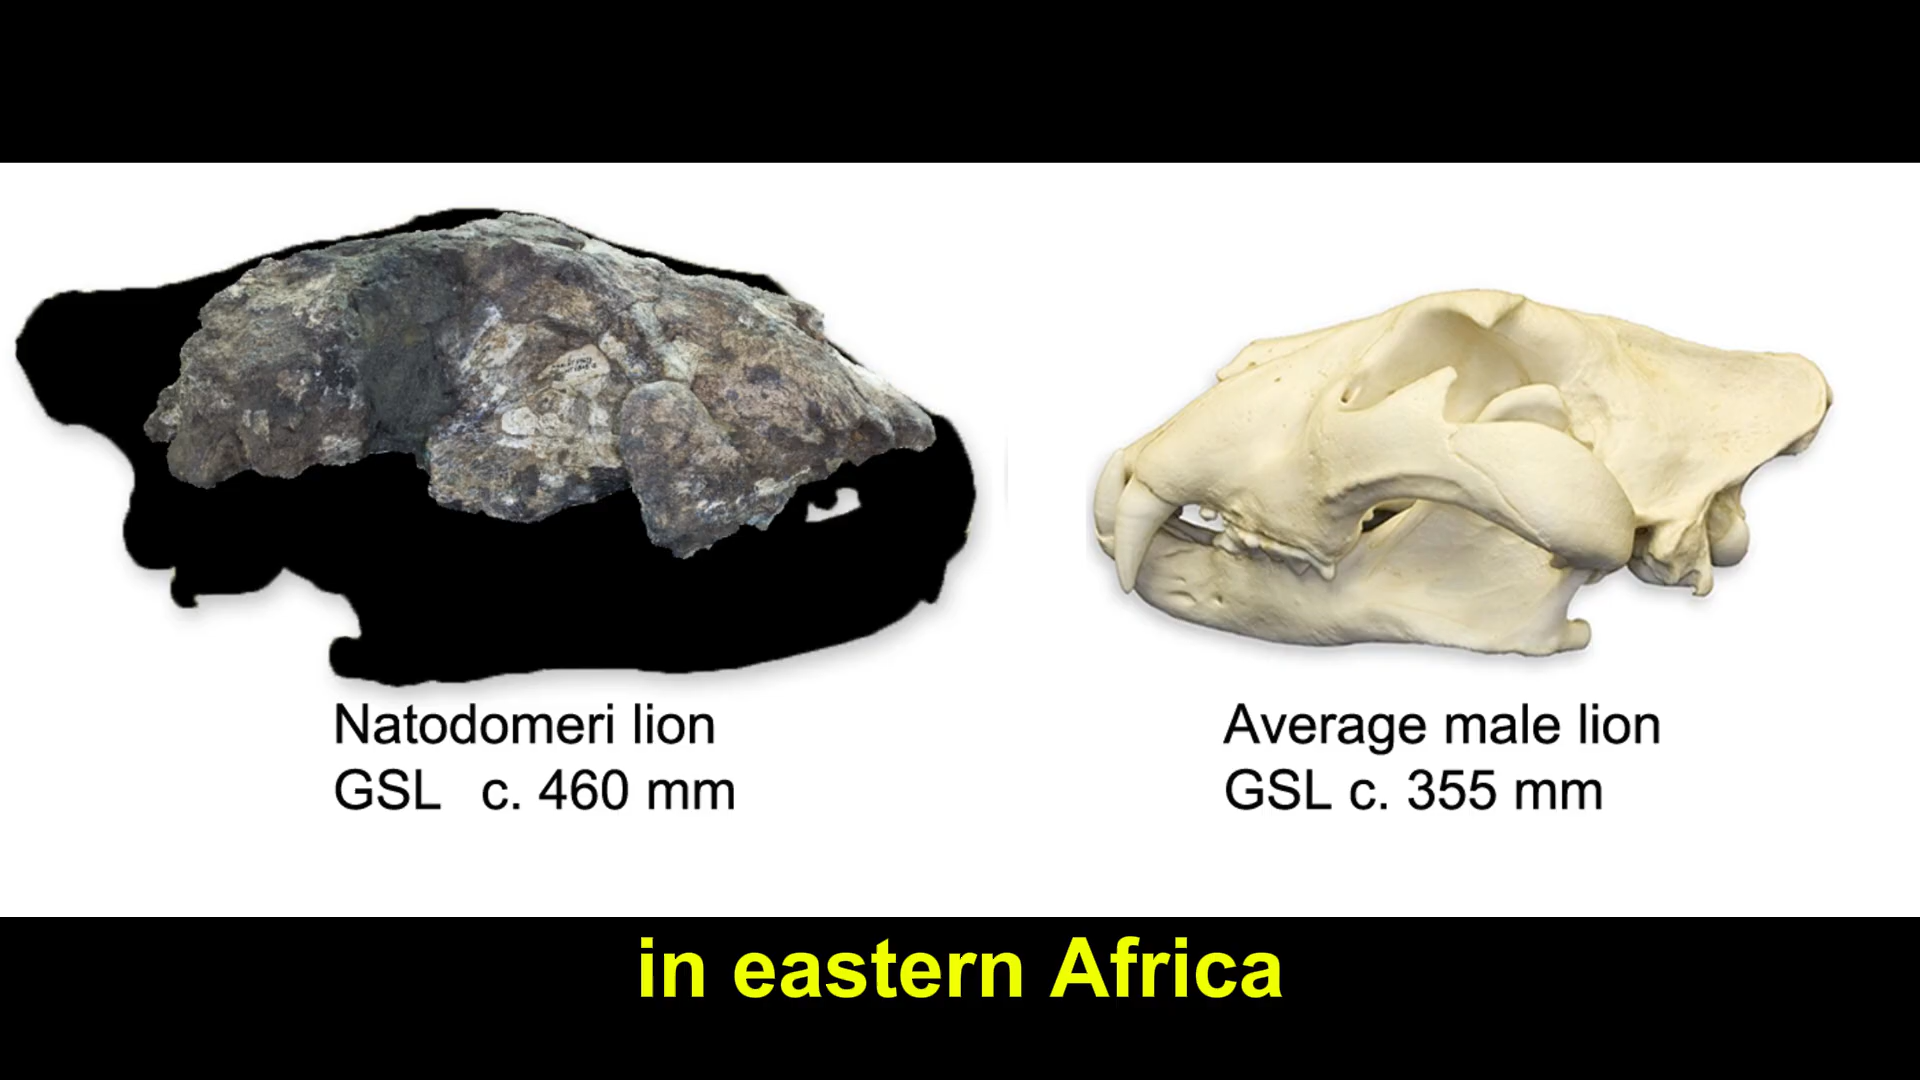 Natodomeri lion
GSL c. 460 mm
Average male lion
GSL c. 355 mm
in eastern Africa